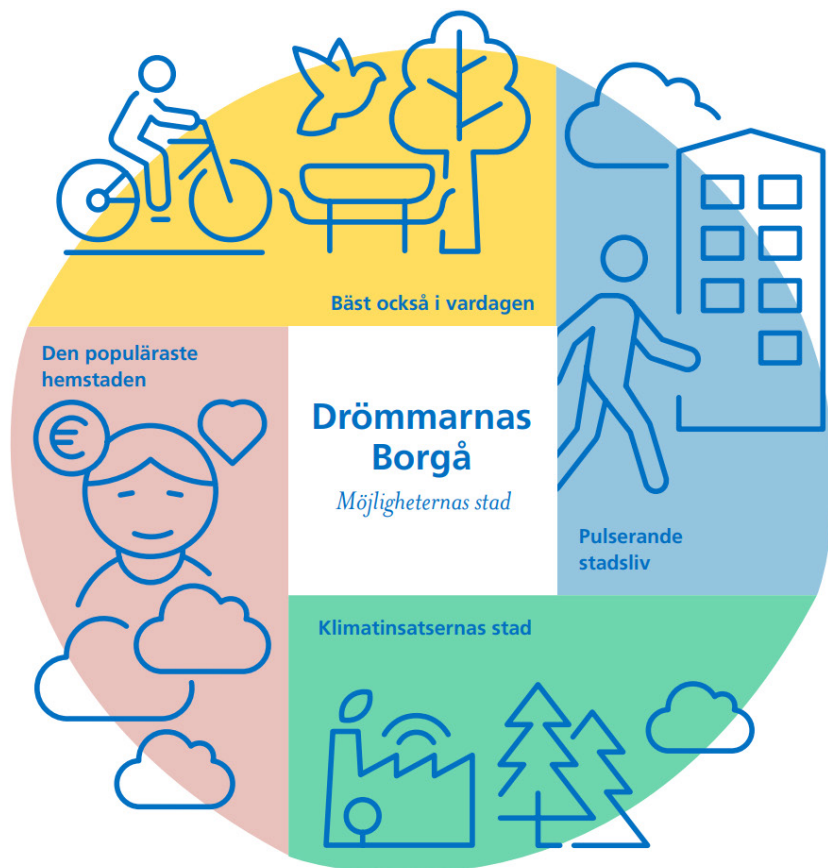 Bäst också i vardagen
Den populäraste
hemstaden
Drömmarnas
Borgå
Möjligheternas stad
Pulserande
stadsliv
Klimatinsatsernas stad